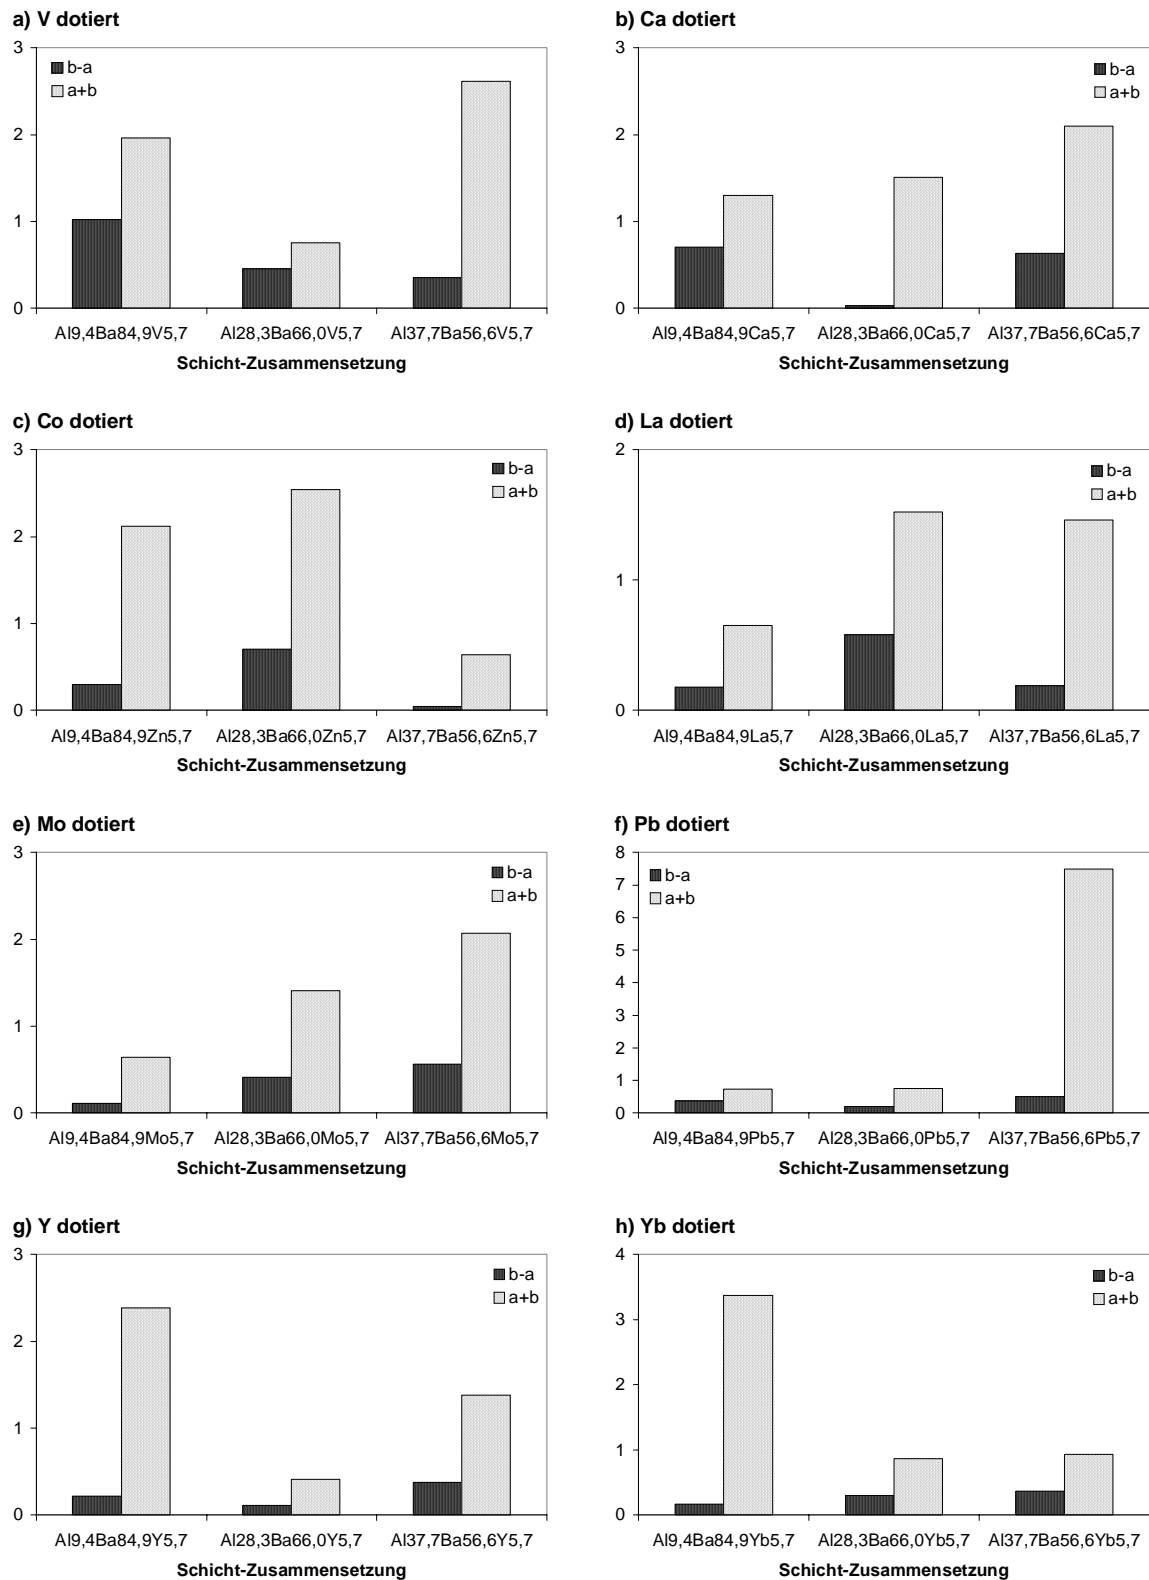 a) V dotiert
3
2
1
0
b-a
a+b
Al9,4Ba84,9V5,7 Al28,3Ba66,0V5,7 Al37,7Ba56,6V5,7
Schicht-Zusammensetzung
b) Ca dotiert
3
2
1
0
b-a
a+b
Al9,4Ba84,9Ca5,7 Al28,3Ba66,0Ca5,7 Al37,7Ba56,6Ca5,7
Schicht-Zusammensetzung
c) Co dotiert
3
2
1
0
b-a
a+b
Al9,4Ba84,9Zn5,7 Al28,3Ba66,0Zn5,7 Al37,7Ba56,6Zn5,7
Schicht-Zusammensetzung
d) La dotiert
2
1
0
b-a
a+b
Al9,4Ba84,9La5,7 Al28,3Ba66,0La5,7 Al37,7Ba56,6La5,7
Schicht-Zusammensetzung
e) Mo dotiert
3
2
1
0
b-a
a+b
Al9,4Ba84,9Mo5,7 Al28,3Ba66,0Mo5,7 Al37,7Ba56,6Mo5,7
Schicht-Zusammensetzung
f) Pb dotiert
8
7
6
5
4
3
2
1
0
b-a
a+b
Al9,4Ba84,9Pb5,7 Al28,3Ba66,0Pb5,7 Al37,7Ba56,6Pb5,7
Schicht-Zusammensetzung
g) Y dotiert
3
2
1
0
b-a
a+b
Al9,4Ba84,9Y5,7 Al28,3Ba66,0Y5,7 Al37,7Ba56,6Y5,7
Schicht-Zusammensetzung
h) Yb dotiert
4
3
2
1
0
b-a
a+b
Al9,4Ba84,9Yb5,7 Al28,3Ba66,0Yb5,7 Al37,7Ba56,6Yb5,7
Schicht-Zusammensetzung